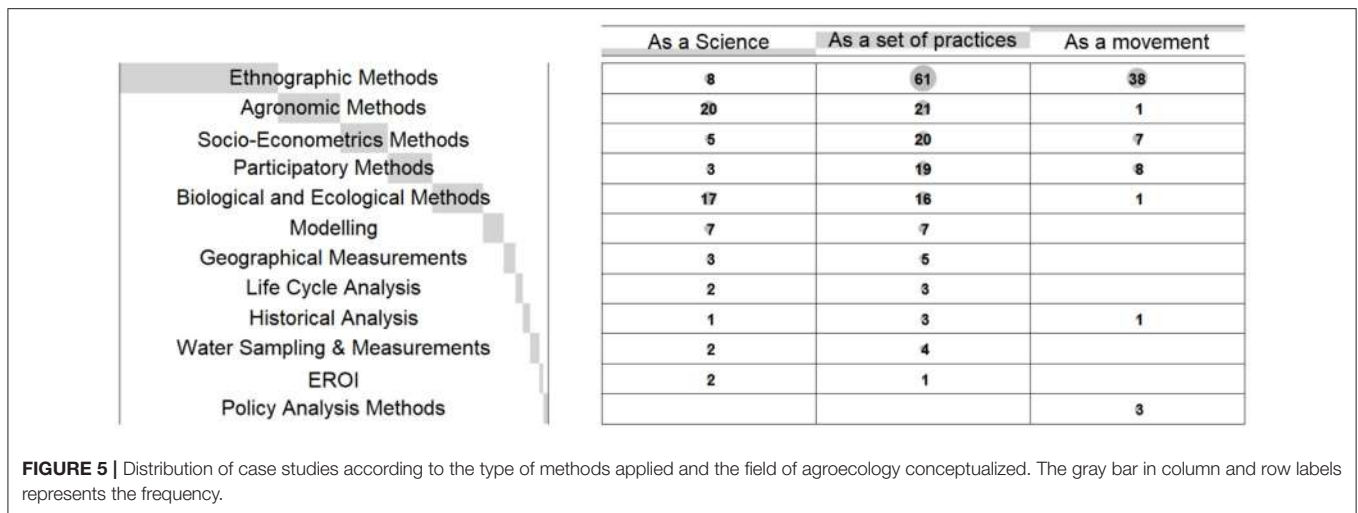 As a Science As a set of practices As a movement
Ethnographic Methods 8 61 38
Agronomic Methods 20 21 1
Socio-Econometrics Methods 5 20 7
Participatory Methods 3 19 8
Biological and Ecological Methods 17 16 1
Modelling 7 7
Geographical Measurements 3 5
Life Cycle Analysis 2 3
Historical Analysis 1 3 1
Water Sampling & Measurements 2 4
EROI 2 1
Policy Analysis Methods 3
FIGURE 5 | Distribution of case studies according to the type of methods applied and the field of agroecology conceptualized. The gray bar in column and row labels
represents the frequency.